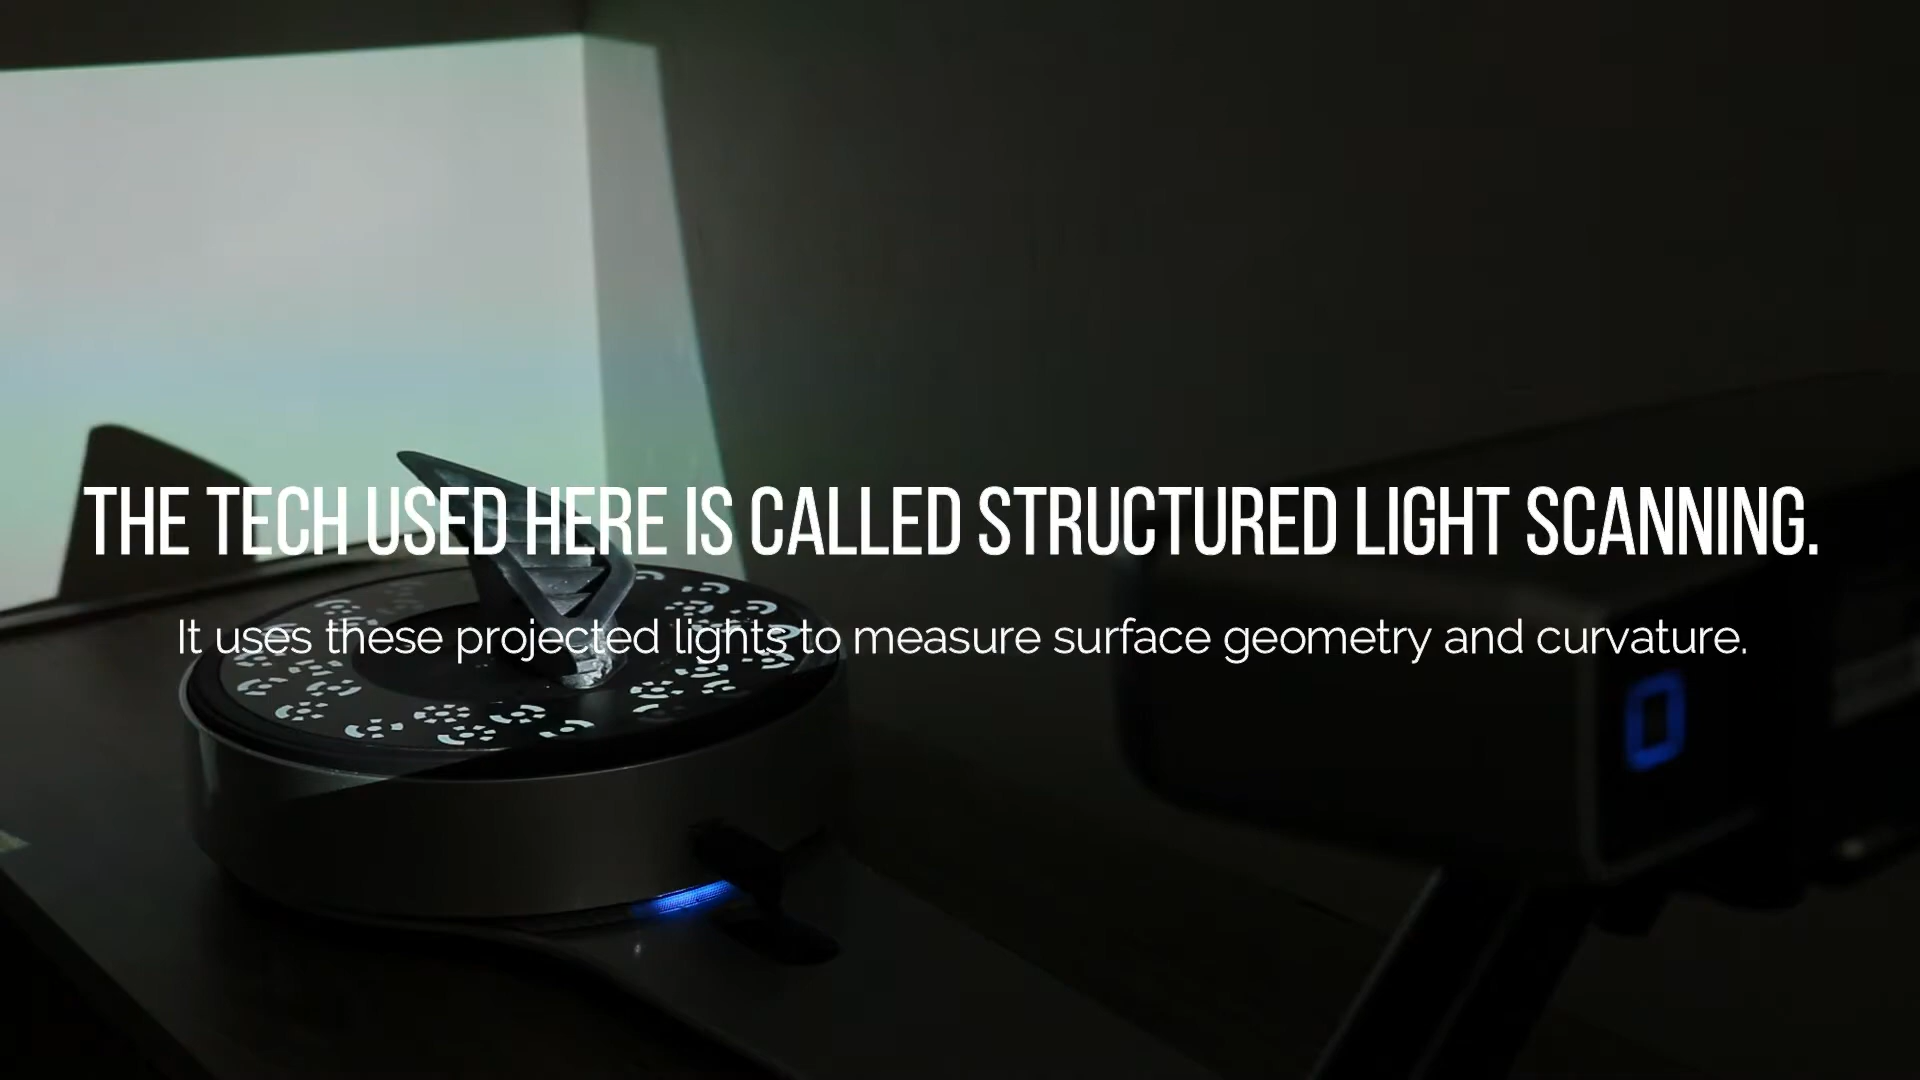 THE TECH USED HERE IS CALLED STRUCTURED LIGHT SCANNING.
It uses these projected lights to measure surface geometry and curvature.